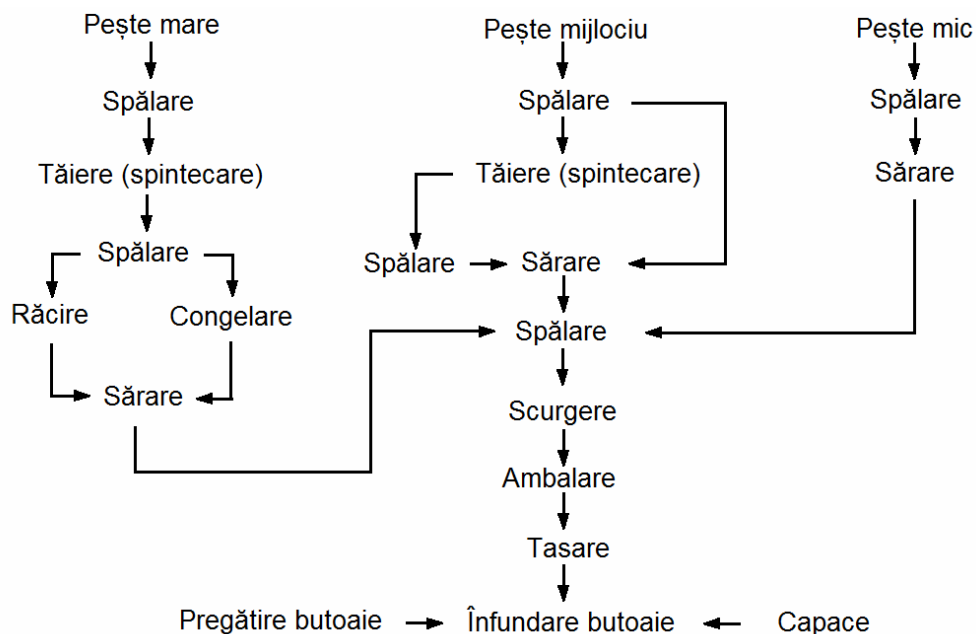 Pește mare
Pește mijlociu
Pește mic
Spălare
Spălare
Spălare
Tăiere (spintecare)
Tăiere (spintecare)
Sărare
Spălare
Spălare
Sărare
Răcire
Congelare
Spălare
Sărare
Scurgere
Ambalare
Tasare
Pregătire butoaie
Înfundare butoaie
Capace